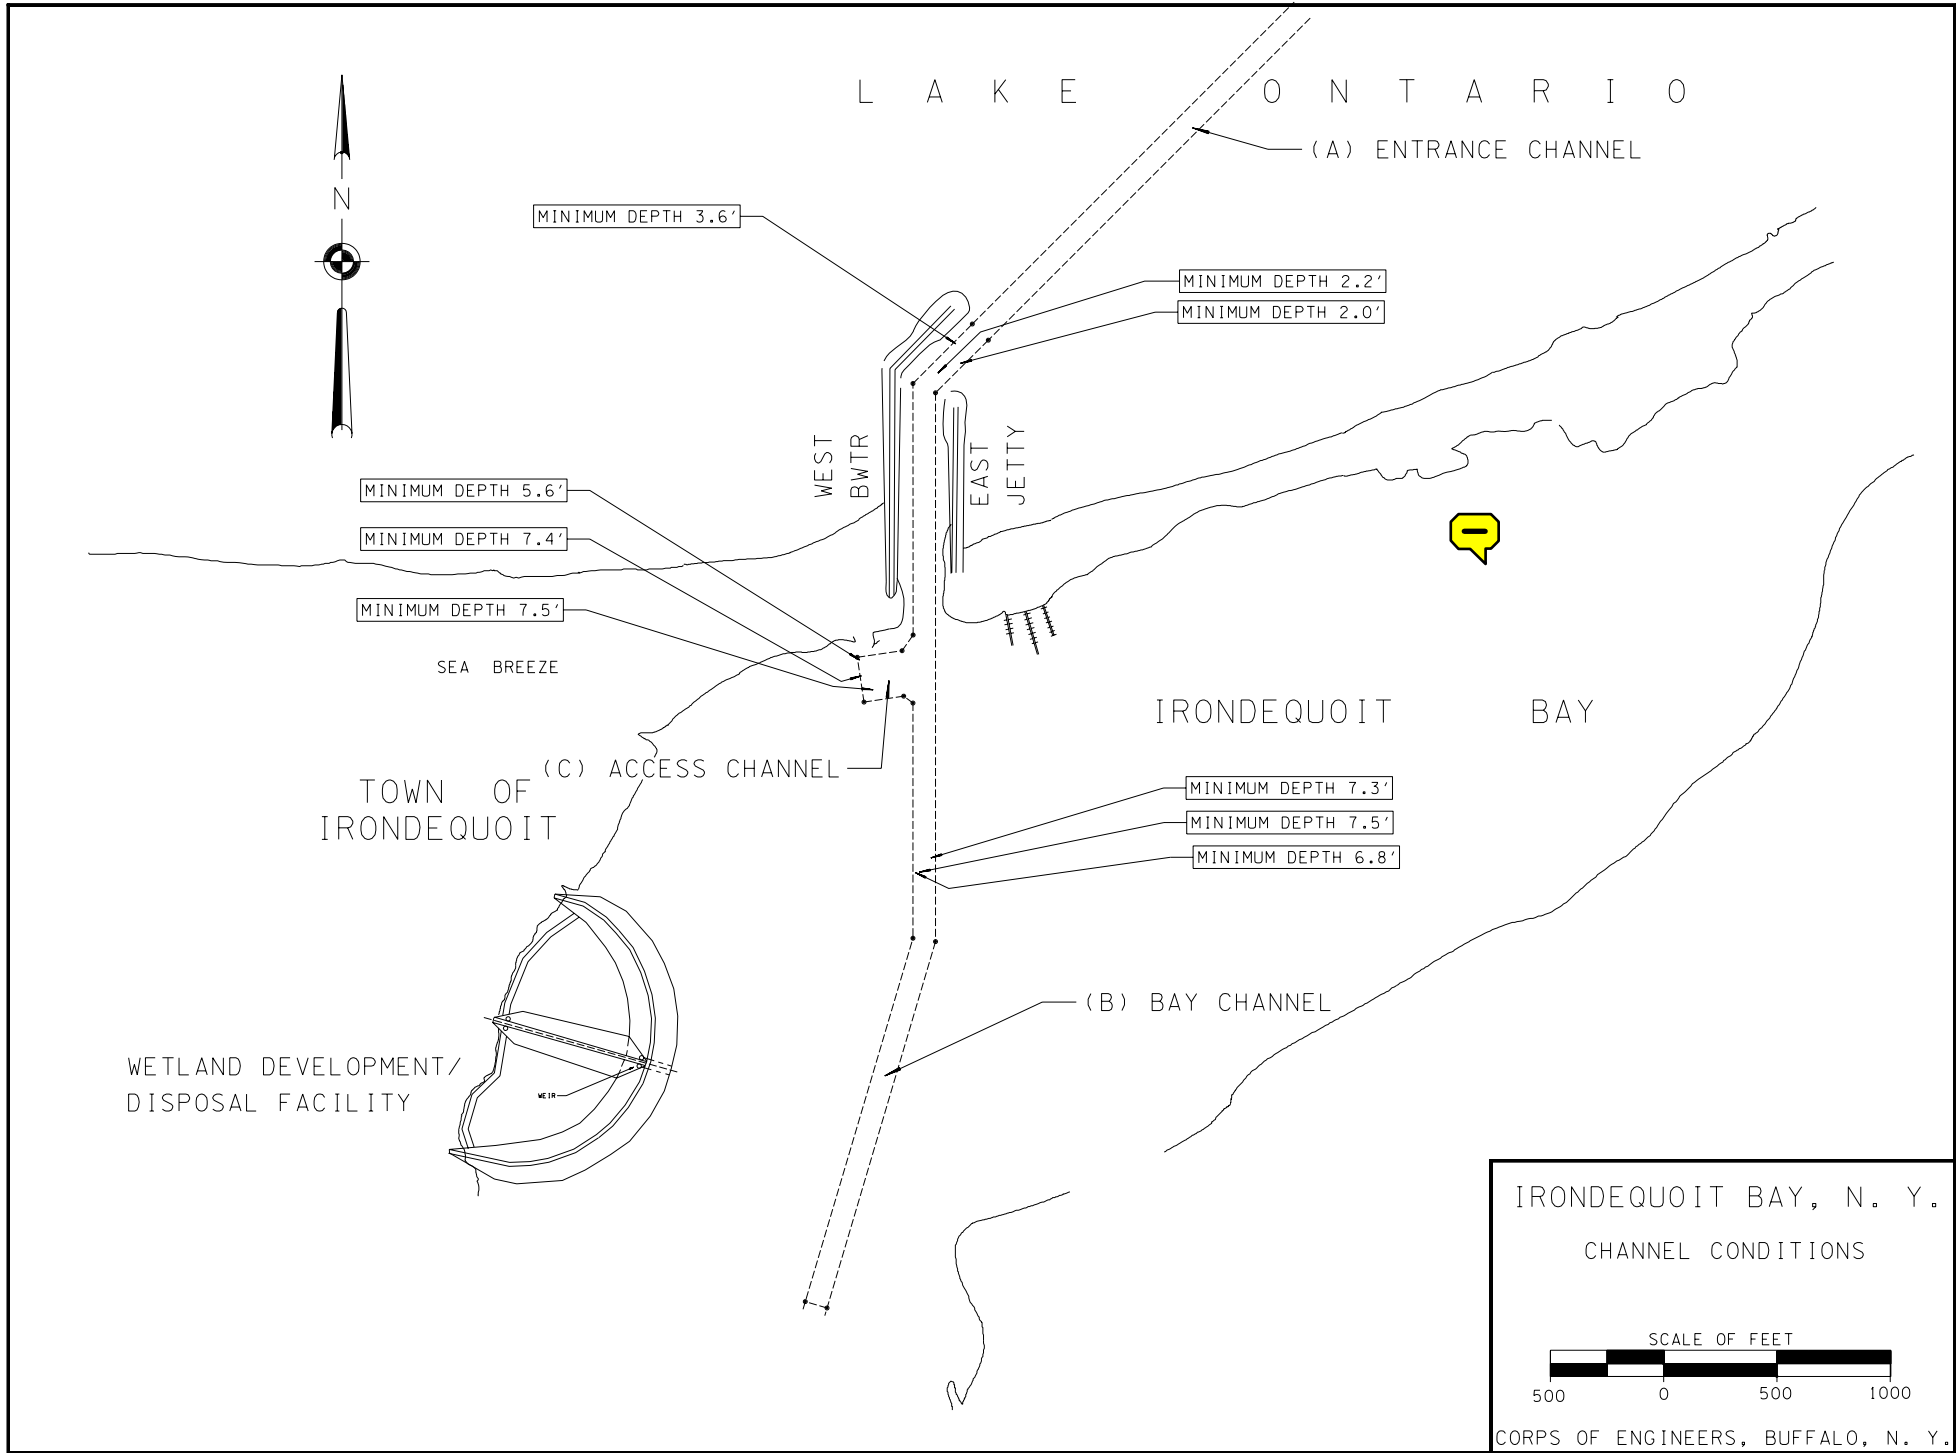 LAKE ONTARIO
(A) ENTRANCE CHANNEL
N
MINIMUM DEPTH 3.6'
MINIMUM DEPTH 2.2'
MINIMUM DEPTH 2.0'
WEST
BWTR
EAST
JETTY
MINIMUM DEPTH 5.6'
MINIMUM DEPTH 7.4'
MINIMUM DEPTH 7.5'
SEA BREEZE
IRONDEQUOIT BAY
(C) ACCESS CHANNEL
TOWN OF
IRONDEQUOIT
MINIMUM DEPTH 7.3'
MINIMUM DEPTH 7.5'
MINIMUM DEPTH 6.8'
(B) BAY CHANNEL
WETLAND DEVELOPMENT/
DISPOSAL FACILITY
WEIR
IRONDEQUOIT BAY, N. Y.
CHANNEL CONDITIONS
SCALE OF FEET
500 0 500 1000
CORPS OF ENGINEERS, BUFFALO, N. Y.